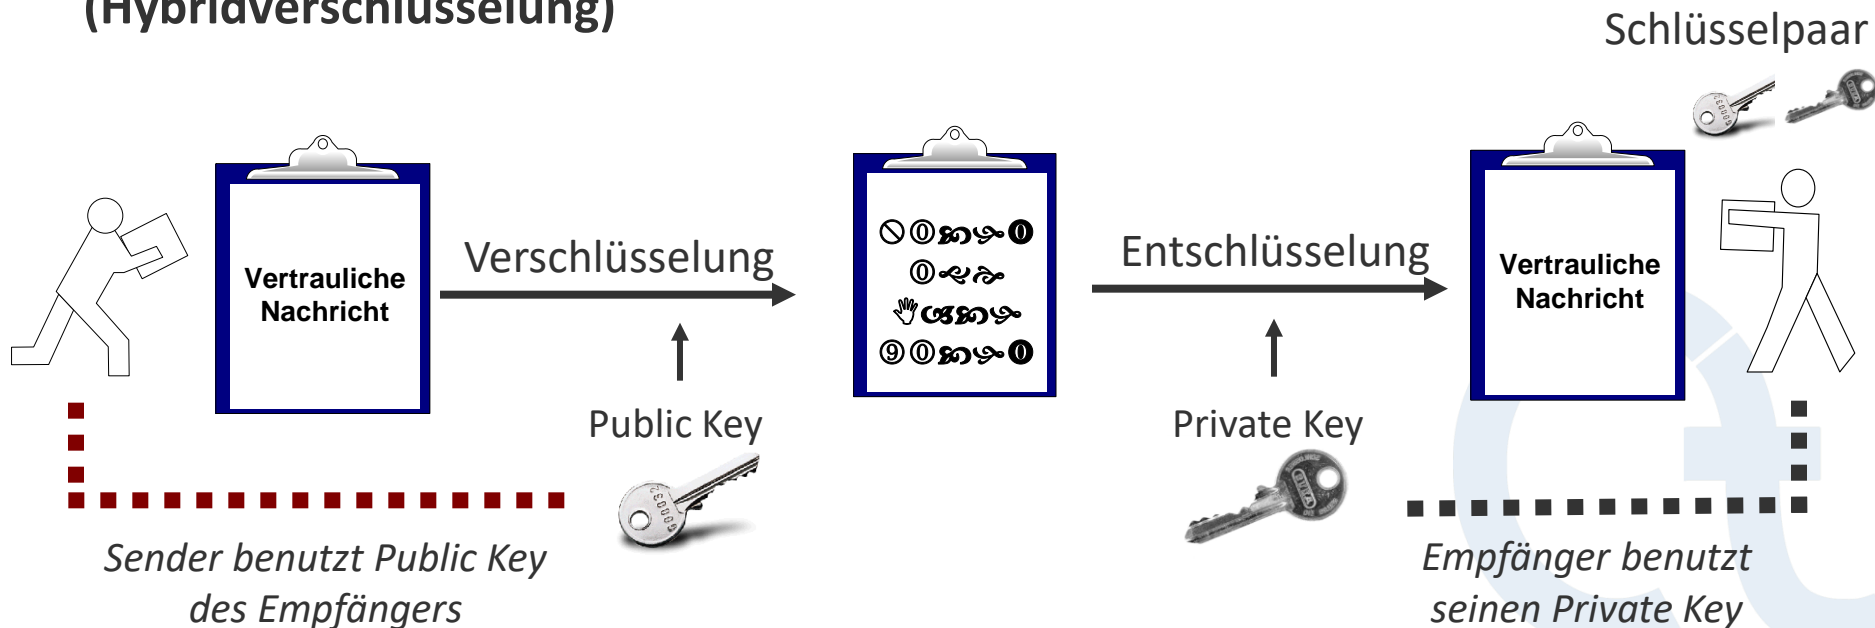 (Hybridverschlüsselung)
Schlüsselpaar
Vertrauliche
Nachricht
Verschlüsselung
Entschlüsselung
Vertrauliche
Nachricht
Public Key
Private Key
Sender benutzt Public Key
des Empfängers
Empfänger benutzt
seinen Private Key